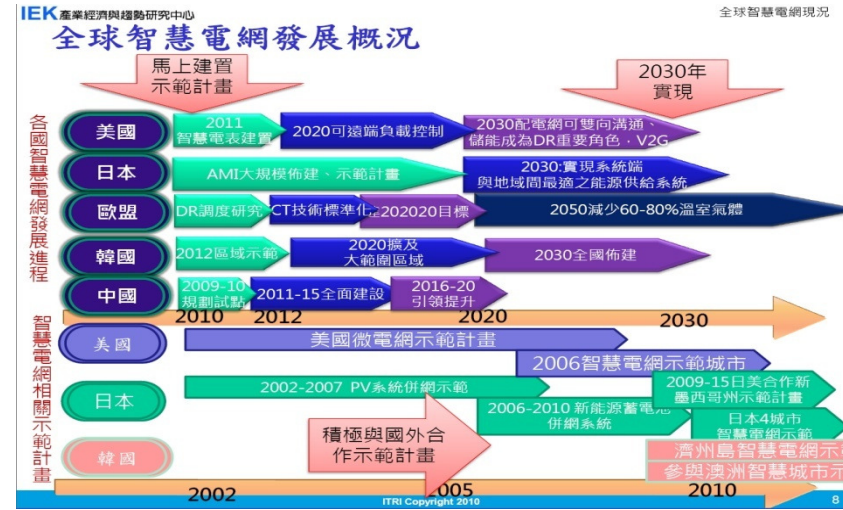 IEK產業經濟與趨勢研究中心
全球智慧電網現況
全球智慧電網發展概況
馬上建置
示範計畫
2030年
實現
各國智慧電網發展進程
美國
2011
智慧電表建置
2020可遠端負載控制
2030配電網可雙向溝通、
儲能成為DR重要角色，V2G
日本
AMI大規模佈建、示範計畫
2030:實現系統端
與地域間最適之能源供給系統
歐盟
DR調度研究
CT技術標準化
202020目標
2050減少60-80%溫室氣體
韓國
2012區域示範
2020擴及
大範圍區域
2030全國佈建
中國
2009-10
規劃試點
2011-15全面建設
2016-20
引領提升
2010
2012
2020
2030
智慧電網相關示範計畫
美國
美國微電網示範計畫
2006智慧電網示範城市
日本
2002-2007 PV系統併網示範
2006-2010 新能源蓄電池
併網系統
2009-15日美合作新
墨西哥州示範計畫
日本4城市
智慧電網示範
積極與國外合
作示範計畫
韓國
濟州島智慧電網示
參與澳洲智慧城市示
2002
2005
2010
ITRI Copyright 2010
8